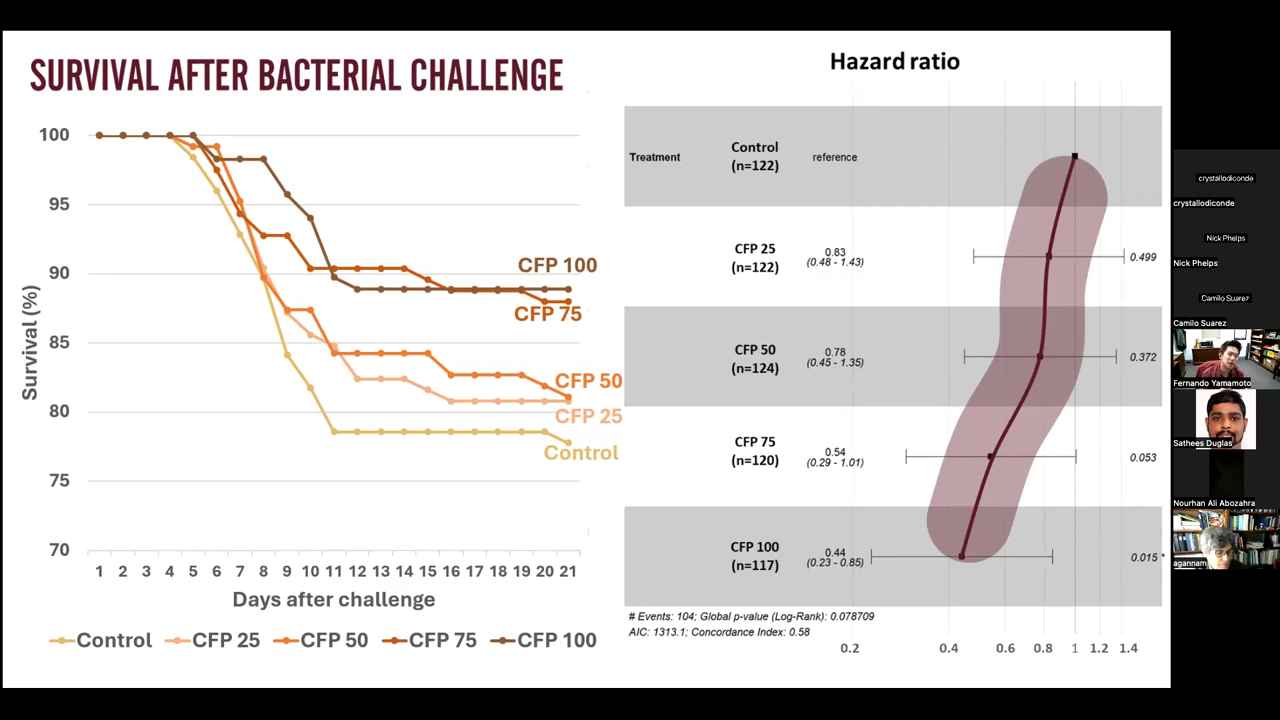 SURVIVAL AFTER BACTERIAL CHALLENGE
100
95
90
85
80
75
70
Survival (%)
CFP 100
CFP 75
CFP 50
CFP 25
Control
1 2 3 4 5 6 7 8 9 10 11 12 13 14 15 16 17 18 19 20 21
Days after challenge
Control CFP 25 CFP 50 CFP 75 CFP 100
Hazard ratio
Treatment
Control
(n=122)
reference
CFP 25
(n=122)
0.83
(0.48 - 1.43)
0.499
CFP 50
(n=124)
0.78
(0.45 - 1.35)
0.372
CFP 75
(n=120)
0.54
(0.29 - 1.01)
0.053
CFP 100
(n=117)
0.44
(0.23 - 0.85)
0.015 *
# Events: 104; Global p-value (Log-Rank): 0.078709
AIC: 1313.1; Concordance Index: 0.58
0.2 0.4 0.6 0.8 1 1.2 1.4
crystallodiconde
crystallodiconde
Nick Phelps
Nick Phelps
Camilo Suarez
Camilo Suarez
Fernando Yamamoto
Sathees Duglas
Nourhan Ali Abozahra
agannam